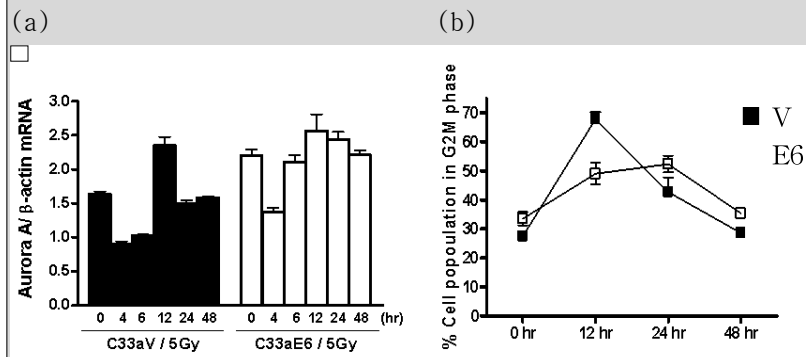 (a)
(b)
Aurora A/ β-actin mRNA
3.0
2.5
2.0
1.5
1.0
0.5
0.0
0 4 6 12 24 48 0 4 6 12 24 48 (hr)
C33aV / 5Gy C33aE6 / 5Gy
% Cell popoulation in G2M phase
70
60
50
40
30
20
10
0
0 hr 12 hr 24 hr 48 hr
V
E6